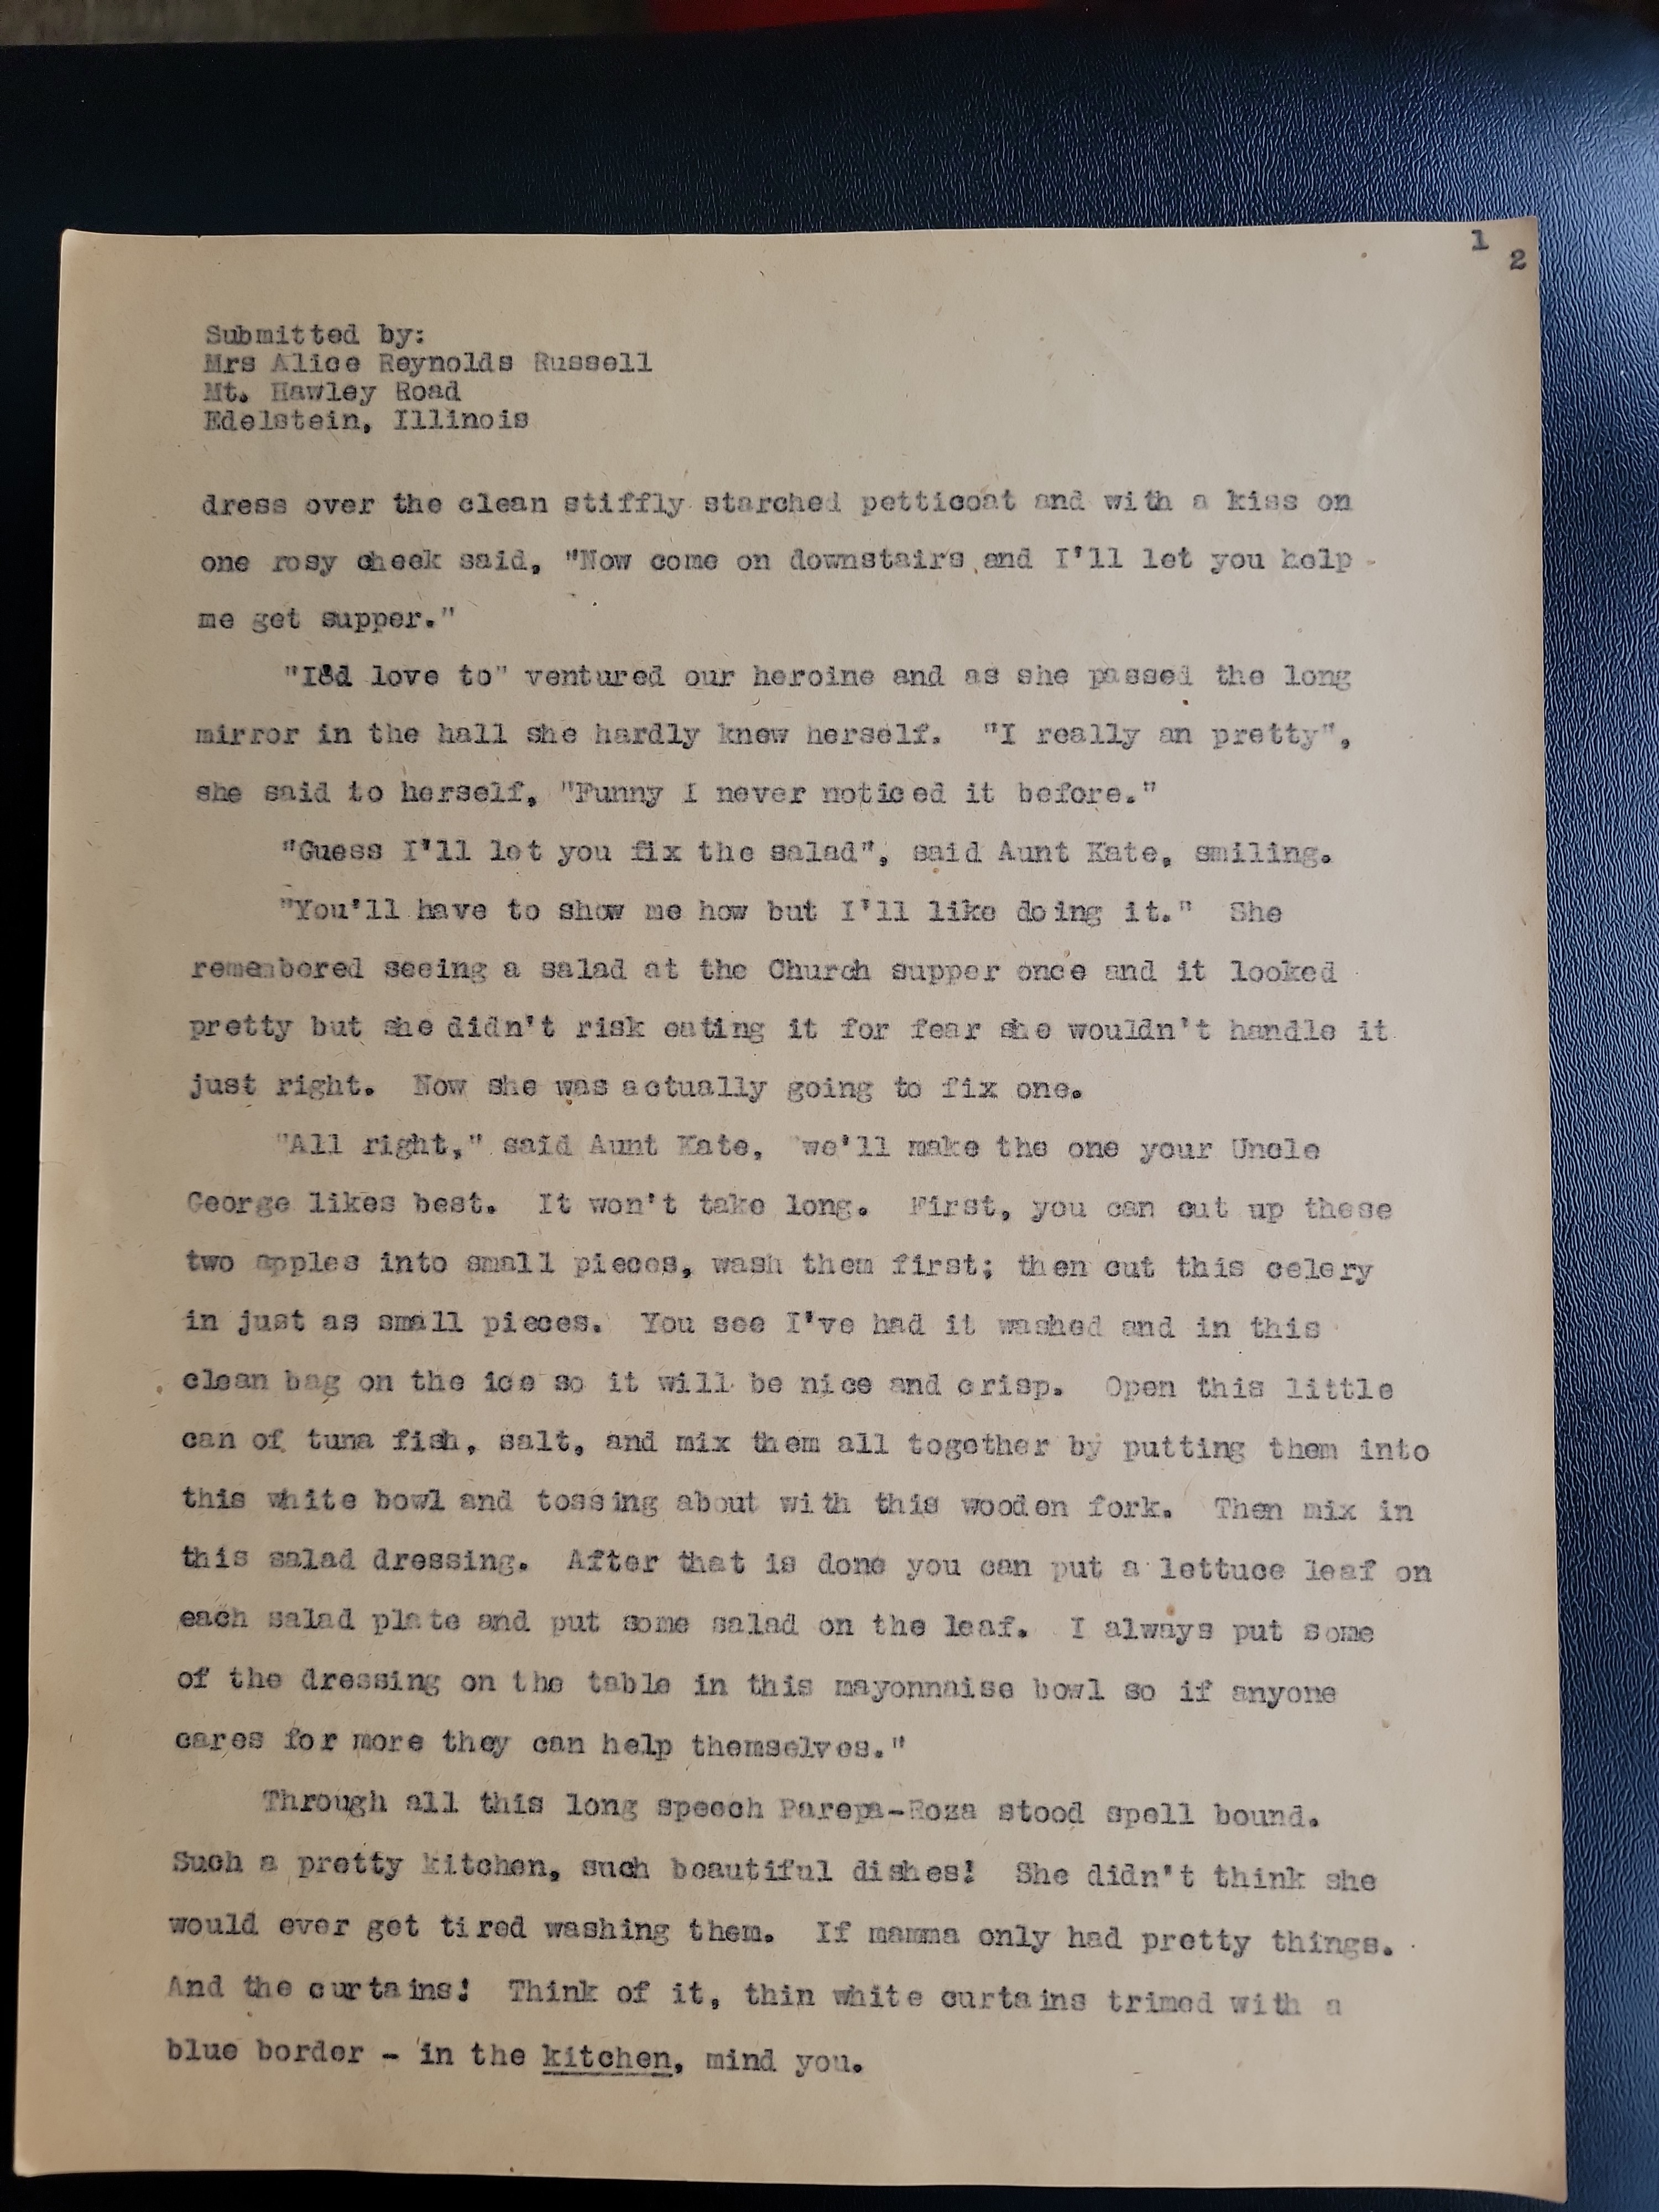 1
2
Submitted by:
Mrs Alice Reynolds Russell
Mt. Hawley Road
Edelstein, Illinois
dress over the clean stiffly starched petticoat and with a kiss on
one rosy cheek said, "Now come on downstairs and I'll let you help
me get supper."
"I'd love to" ventured our heroine and as she passed the long
mirror in the hall she hardly knew herself. "I really an pretty",
she said to herself, "Funny I never noticed it before."
"Guess I'll let you fix the salad", said Aunt Kate, smiling.
"You'll have to show me how but I'll like doing it." She
remembered seeing a salad at the Church supper once and it looked
pretty but she didn't risk eating it for fear she wouldn't handle it
just right. Now she was actually going to fix one.
"All right," said Aunt Kate, "we'll make the one your Uncle
George likes best. It won't take long. First, you can cut up these
two apples into small pieces, wash them first; then cut this celery
in just as small pieces. You see I've had it washed and in this
clean bag on the ice so it will be nice and crisp. Open this little
can of tuna fish, salt, and mix them all together by putting them into
this white bowl and tossing about with this wooden fork. Then mix in
this salad dressing. After that is done you can put a lettuce leaf on
each salad plate and put some salad on the leaf. I always put some
of the dressing on the table in this mayonnaise bowl so if anyone
cares for more they can help themselves."
Through all this long speech Parepa-Roza stood spell bound.
Such a pretty kitchen, such beautiful dishes! She didn't think she
would ever get tired washing them. If mamma only had pretty things.
And the curtains! Think of it, thin white curtains trimed with a
blue border - in the kitchen, mind you.